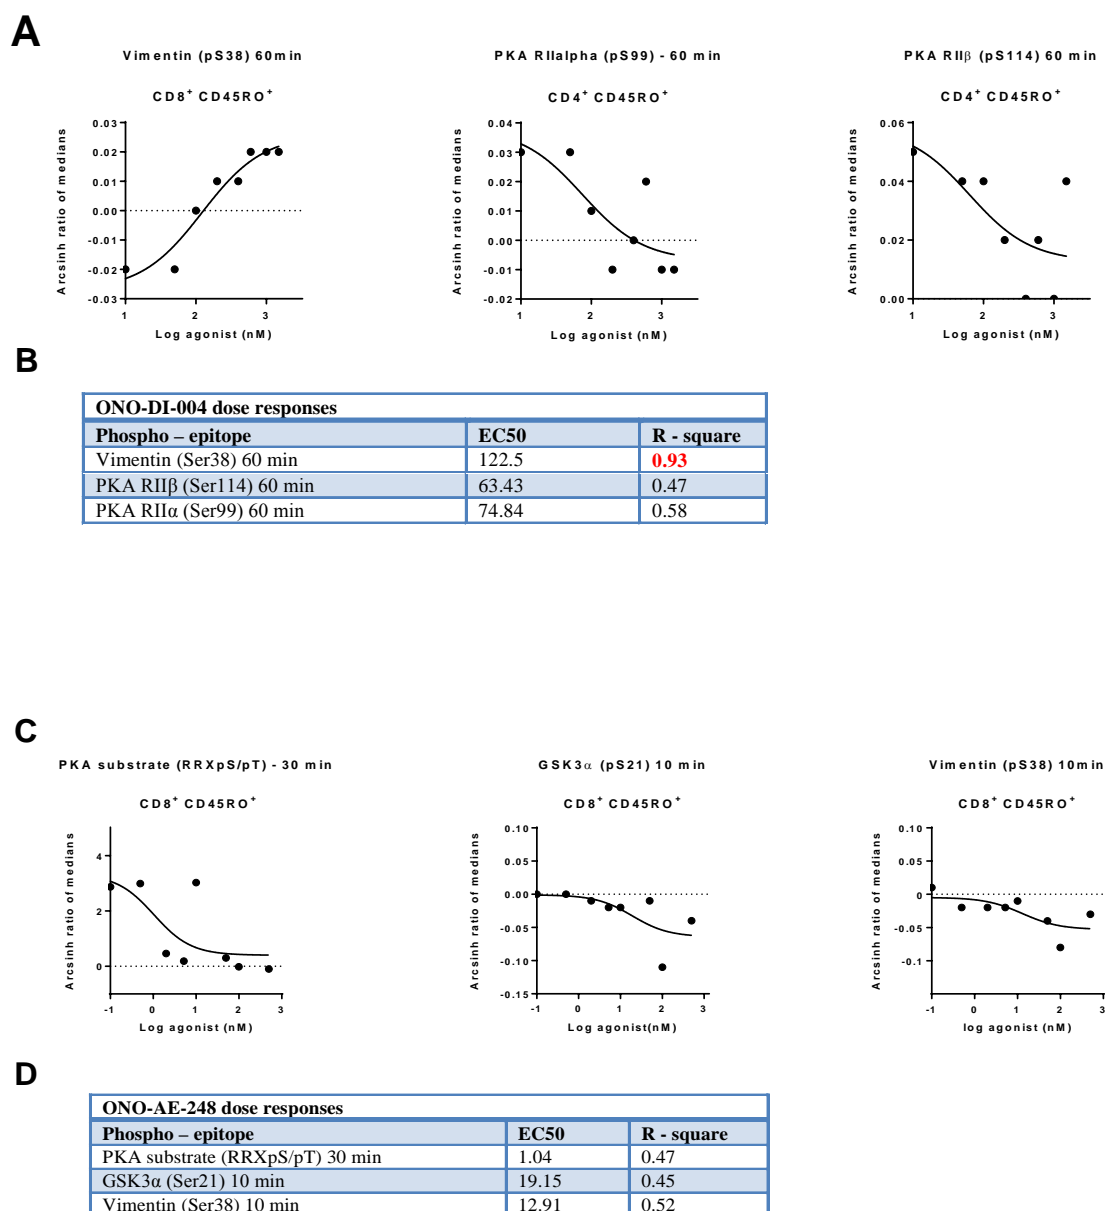 A
Vimentin (pS38) 60min
CD8+ CD45RO+
Arcsinh ratio of medians
0.03
0.02
0.01
0.00
-0.01
-0.02
-0.03
1
2
3
Log agonist (nM)
PKA RIIalpha (pS99) - 60 min
CD4+ CD45RO+
Arcsinh ratio of medians
0.04
0.03
0.02
0.01
0.00
-0.01
-0.02
1
2
3
Log agonist (nM)
PKA RIIβ (pS114) 60 min
CD4+ CD45RO+
Arcsinh ratio of medians
0.06
0.04
0.02
0.00
1
2
3
Log agonist (nM)
B
ONO-DI-004 dose responses
Phospho – epitope EC50 R - square
Vimentin (Ser38) 60 min 122.5 0.93
PKA RIIβ (Ser114) 60 min 63.43 0.47
PKA RIIα (Ser99) 60 min 74.84 0.58
C
PKA substrate (RRXpS/pT) - 30 min
CD8+ CD45RO+
Arcsinh ratio of medians
4
2
0
-1
0
1
2
3
Log agonist (nM)
GSK3α (pS21) 10 min
CD8+ CD45RO+
Arcsinh ratio of medians
0.10
0.05
0.00
-0.05
-0.10
-0.15
-1
0
1
2
3
Log agonist(nM)
Vimentin (pS38) 10min
CD8+ CD45RO+
Arcsinh ratio of medians
0.10
0.05
0
-0.05
-0.1
-1
0
1
2
3
log agonist (nM)
D
ONO-AE-248 dose responses
Phospho – epitope EC50 R - square
PKA substrate (RRXpS/pT) 30 min 1.04 0.47
GSK3α (Ser21) 10 min 19.15 0.45
Vimentin (Ser38) 10 min 12.91 0.52